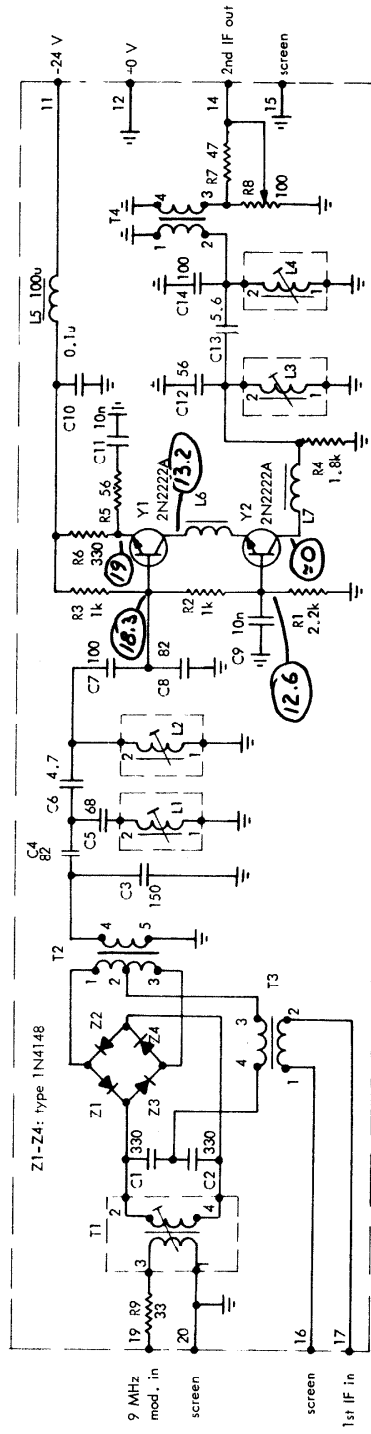 Z1-Z4: type 1N4148
9 MHz
mod. in
19
R9
33
screen
20
screen
16
1st IF in
17
T1
3
1
2
4
C1
330
C2
330
Z1
Z2
Z3
Z4
T2
1
2
3
4
5
T3
4
3
1
2
C3
150
C4
82
C5
68
C6
4.7
2
L1
1
2
L2
1
C7
100
C8
82
R3
1k
18.3
R2
1k
C9
10n
R1
2.2k
12.6
R6
330
19
R5
56
C11
10n
Y1
2N2222A
13.2
L6
Y2
2N2222A
≈0
L7
R4
1.8k
C10
0.1u
L5
100u
C12
56
2
L3
1
C13
5.6
C14
100
2
L4
1
T4
1
2
4
3
R7
47
R8
100
11
-24 V
12
+0 V
14
2nd IF out
15
screen